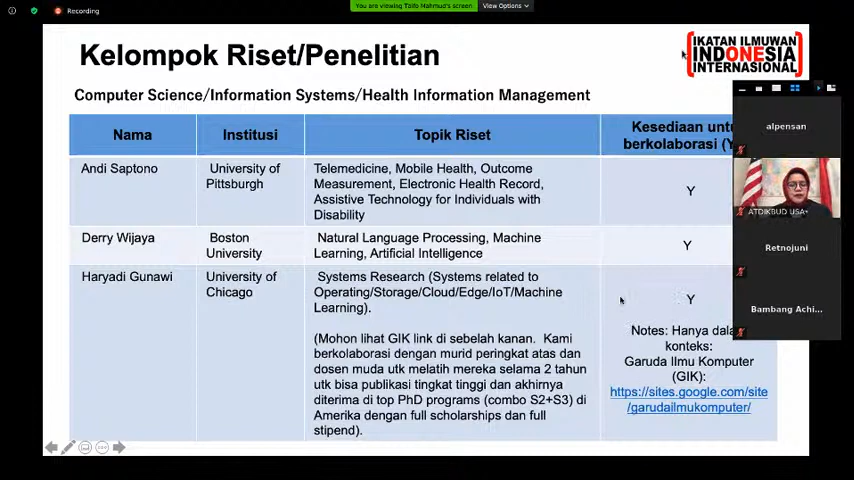 Recording
You are viewing Taifo Mahmud's screen
View Options
Kelompok Riset/Penelitian
IKATAN ILMUWAN
INDONESIA
INTERNASIONAL
Computer Science/Information Systems/Health Information Management
Nama
Institusi
Topik Riset
Kesediaan untu
berkolaborasi (Y
Andi Saptono
University of
Pittsburgh
Telemedicine, Mobile Health, Outcome
Measurement, Electronic Health Record,
Assistive Technology for Individuals with
Disability
Y
Derry Wijaya
Boston
University
Natural Language Processing, Machine
Learning, Artificial Intelligence
Y
Haryadi Gunawi
University of
Chicago
Systems Research (Systems related to
Operating/Storage/Cloud/Edge/IoT/Machine
Learning).
(Mohon lihat GIK link di sebelah kanan. Kami
berkolaborasi dengan murid peringkat atas dan
dosen muda utk melatih mereka selama 2 tahun
utk bisa publikasi tingkat tinggi dan akhirnya
diterima di top PhD programs (combo S2+S3) di
Amerika dengan full scholarships dan full
stipend).
Y
Notes: Hanya dala
konteks:
Garuda Ilmu Komputer
(GIK):
https://sites.google.com/site
/garudailmukomputer/
alpensan
ATDIKBUD USA
Retnojuni
Bambang Achi...